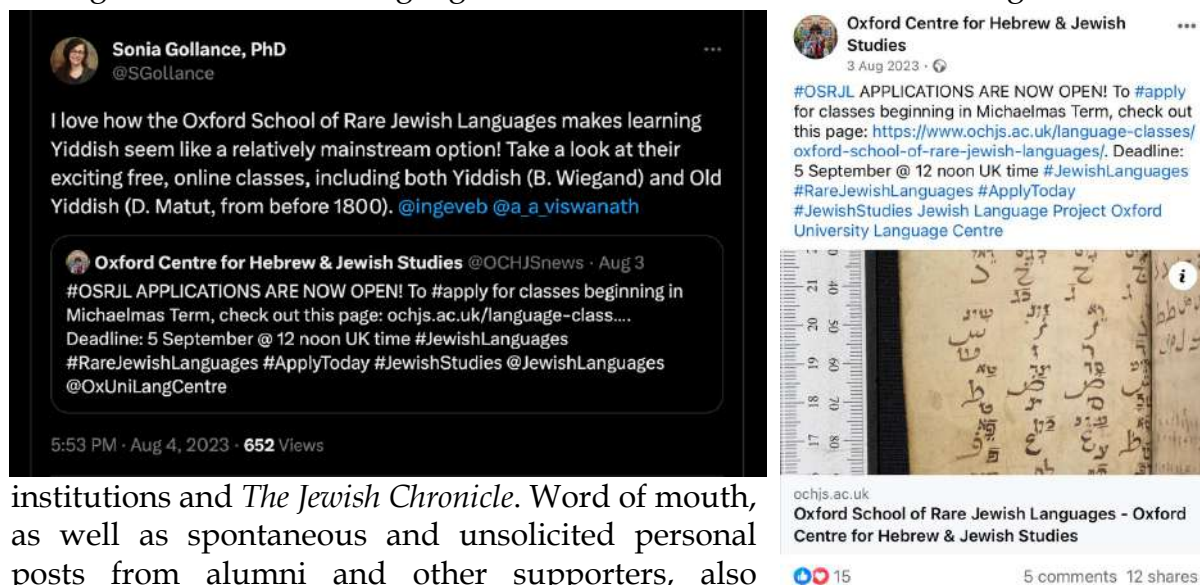 Sonia Gollance, PhD
@SGollance
I love how the Oxford School of Rare Jewish Languages makes learning
Yiddish seem like a relatively mainstream option! Take a look at their
exciting free, online classes, including both Yiddish (B. Wiegand) and Old
Yiddish (D. Matut, from before 1800). @ingeveb @a_a_viswanath
Oxford Centre for Hebrew & Jewish Studies @OCHJSnews · Aug 3
#OSRJL APPLICATIONS ARE NOW OPEN! To #apply for classes beginning in
Michaelmas Term, check out this page: ochjs.ac.uk/language-class....
Deadline: 5 September @ 12 noon UK time #JewishLanguages
#RareJewishLanguages #ApplyToday #JewishStudies @JewishLanguages
@OxUniLangCentre
5:53 PM · Aug 4, 2023 · 652 Views
institutions and The Jewish Chronicle. Word of mouth,
as well as spontaneous and unsolicited personal
posts from alumni and other supporters, also
Oxford Centre for Hebrew & Jewish
Studies
3 Aug 2023 ·
#OSRJL APPLICATIONS ARE NOW OPEN! To #apply
for classes beginning in Michaelmas Term, check out
this page: https://www.ochjs.ac.uk/language-classes/
oxford-school-of-rare-jewish-languages/. Deadline:
5 September @ 12 noon UK time #JewishLanguages
#RareJewishLanguages #ApplyToday
#JewishStudies Jewish Language Project Oxford
University Language Centre
21
20
19
18
17
40
50
60
70
80
i
ochjs.ac.uk
Oxford School of Rare Jewish Languages - Oxford
Centre for Hebrew & Jewish Studies
15
5 comments 12 shares